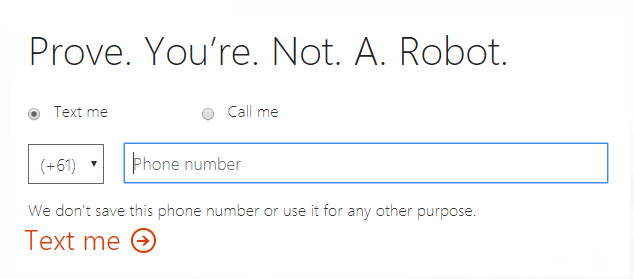 Prove. You’re. Not. A. Robot.
Text me Call me
(+61) Phone number
We don't save this phone number or use it for any other purpose.
Text me